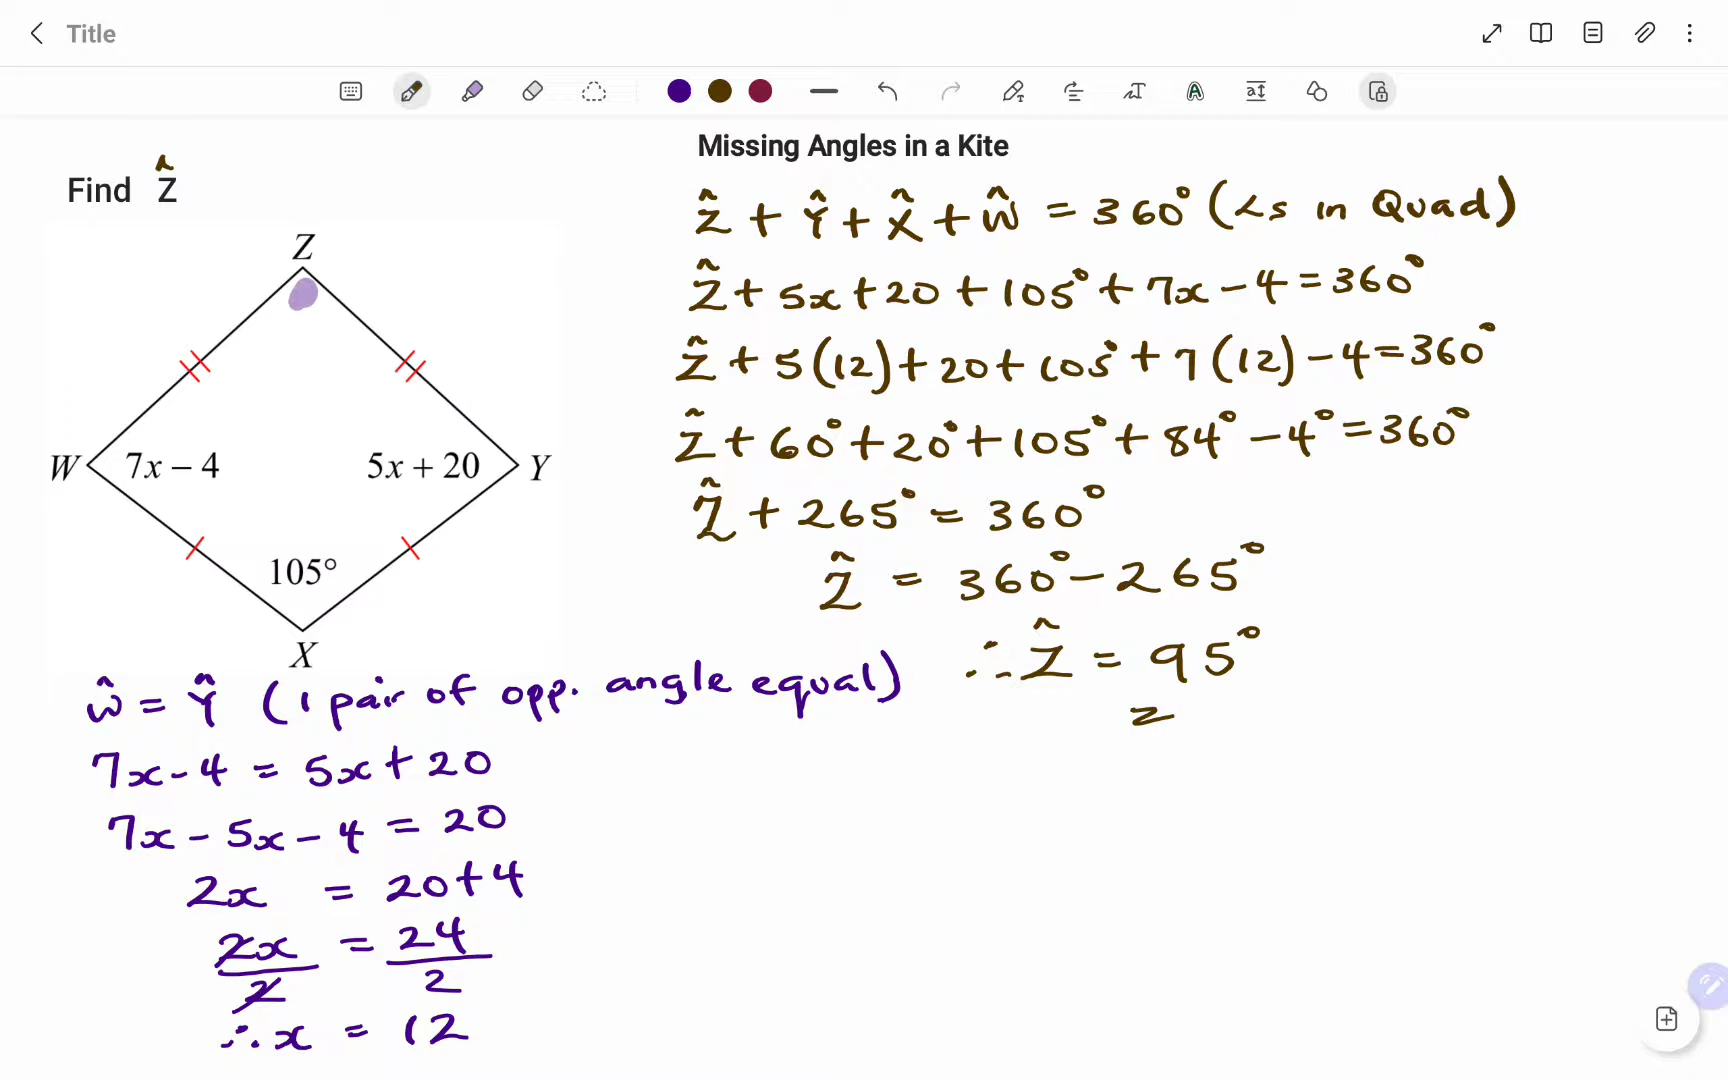 Title
Missing Angles in a Kite
Find Ẑ
Z
W 7x – 4 5x + 20 Y
105°
X
Ŵ = Ŷ (1 pair of opp. angle equal)
7x - 4 = 5x + 20
7x - 5x - 4 = 20
2x = 20+4
2x/2 = 24/2
∴ x = 12
Ẑ + Ŷ + X̂ + Ŵ = 360° (∠s in Quad)
Ẑ + 5x + 20 + 105° + 7x - 4 = 360°
Ẑ + 5(12) + 20 + 105° + 7(12) - 4 = 360°
Ẑ + 60° + 20° + 105° + 84° - 4° = 360°
Ẑ + 265° = 360°
Ẑ = 360° - 265°
∴ Ẑ = 95°